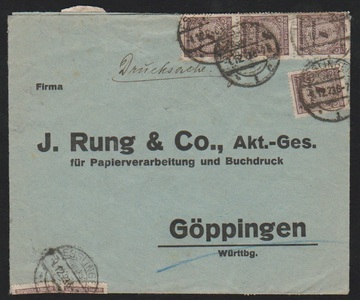 Drucksache.
Firma
J. Rung & Co., Akt.-Ges.
für Papierverarbeitung und Buchdruck
Göppingen
Württbg.